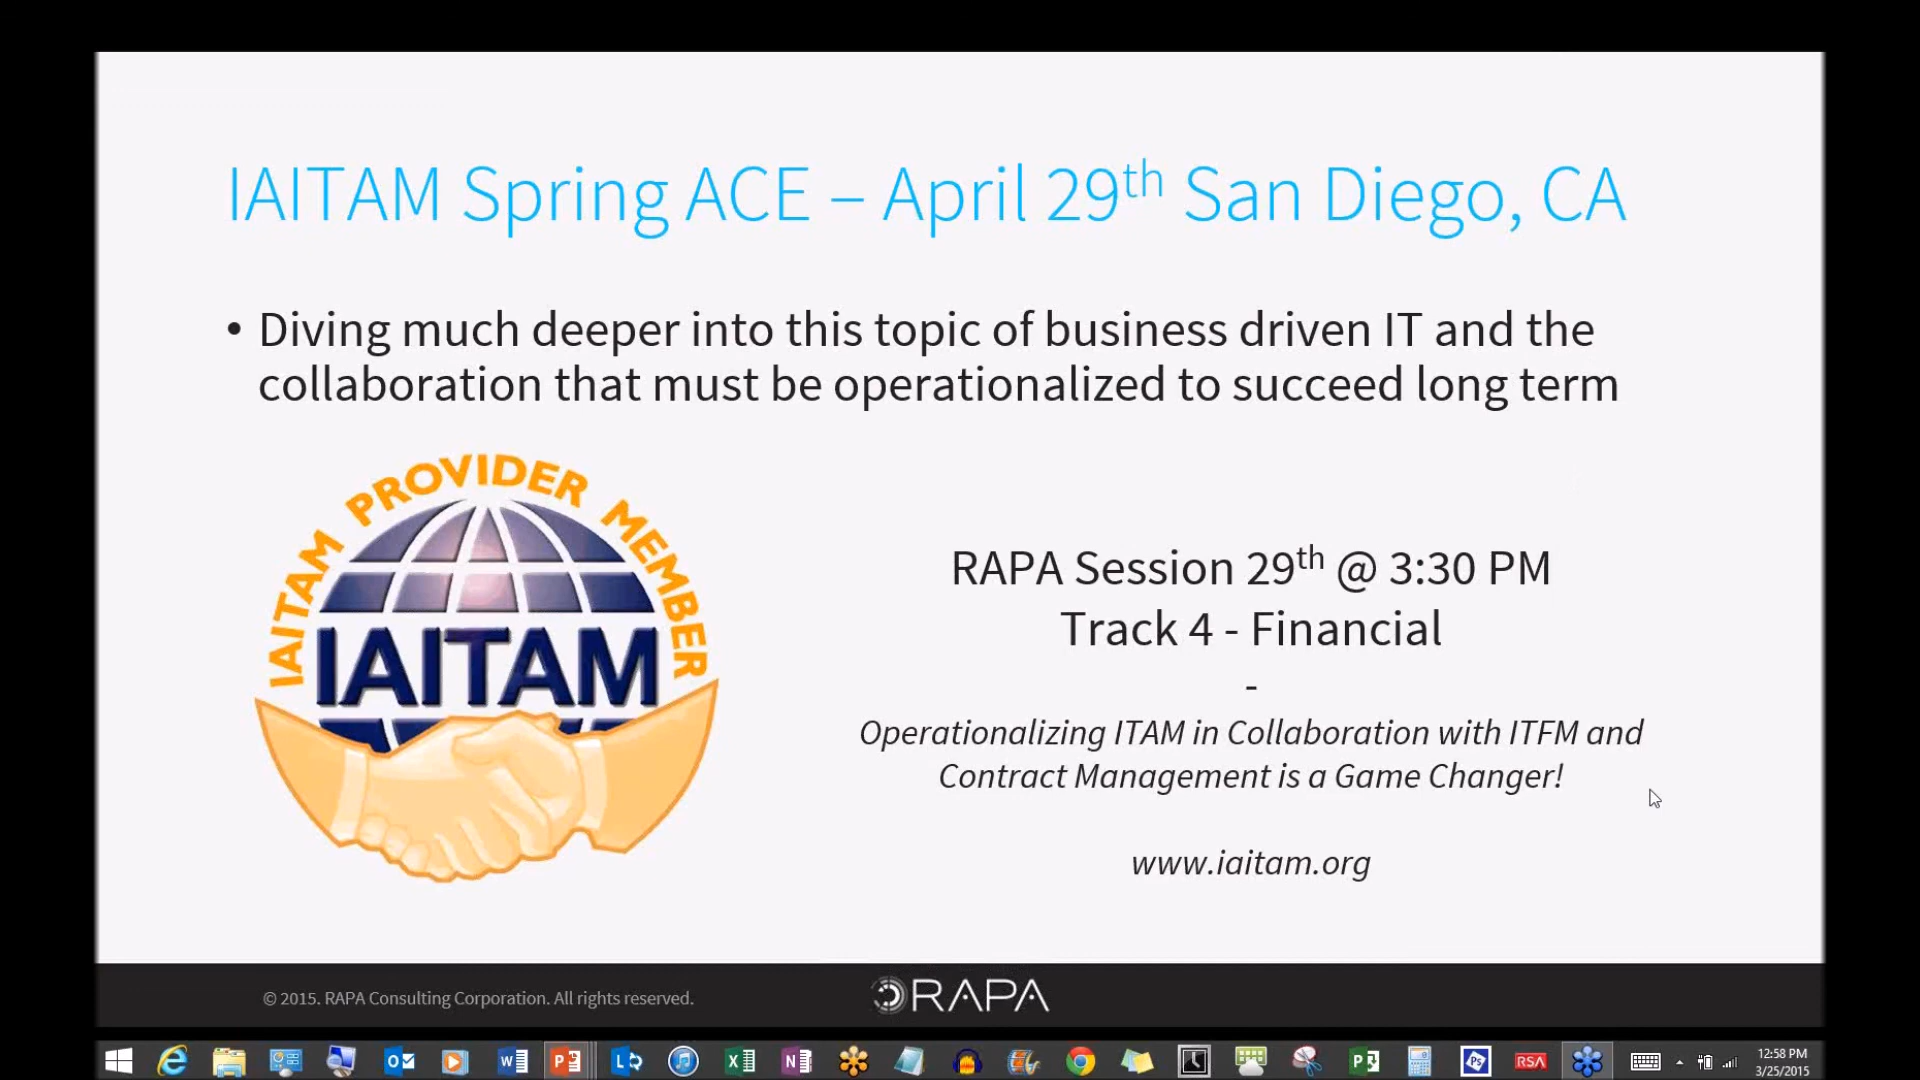 IAITAM Spring ACE – April 29th San Diego, CA
• Diving much deeper into this topic of business driven IT and the
collaboration that must be operationalized to succeed long term
IAITAM PROVIDER MEMBER
IAITAM
RAPA Session 29th @ 3:30 PM
Track 4 - Financial
-
Operationalizing ITAM in Collaboration with ITFM and
Contract Management is a Game Changer!
www.iaitam.org
© 2015. RAPA Consulting Corporation. All rights reserved.
RAPA
RSA
12:58 PM
3/25/2015